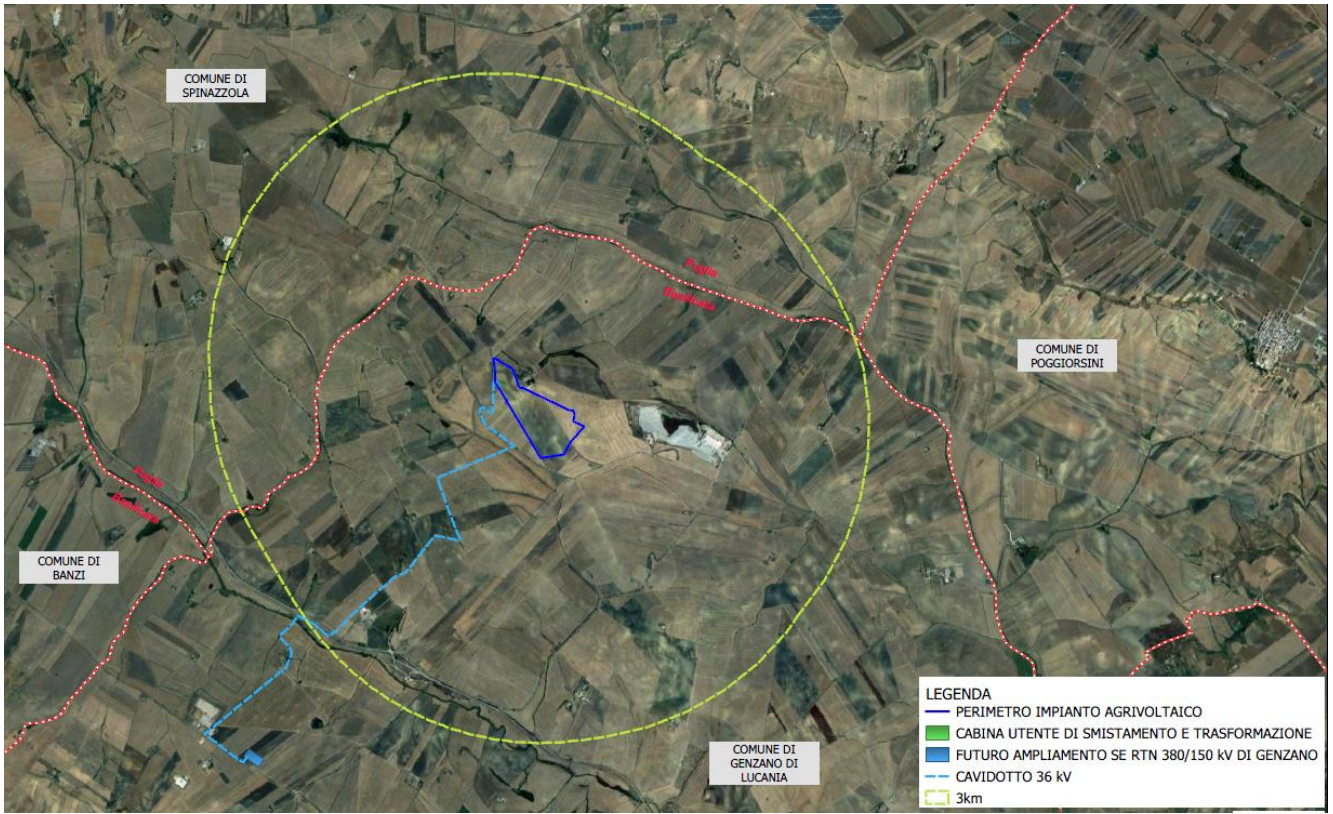 COMUNE DI
SPINAZZOLA
Puglia
Basilicata
COMUNE DI
POGGIORSINI
Puglia
Basilicata
COMUNE DI
BANZI
COMUNE DI
GENZANO DI
LUCANIA
LEGENDA
PERIMETRO IMPIANTO AGRIVOLTAICO
CABINA UTENTE DI SMISTAMENTO E TRASFORMAZIONE
FUTURO AMPLIAMENTO SE RTN 380/150 kV DI GENZANO
CAVIDOTTO 36 kV
3km